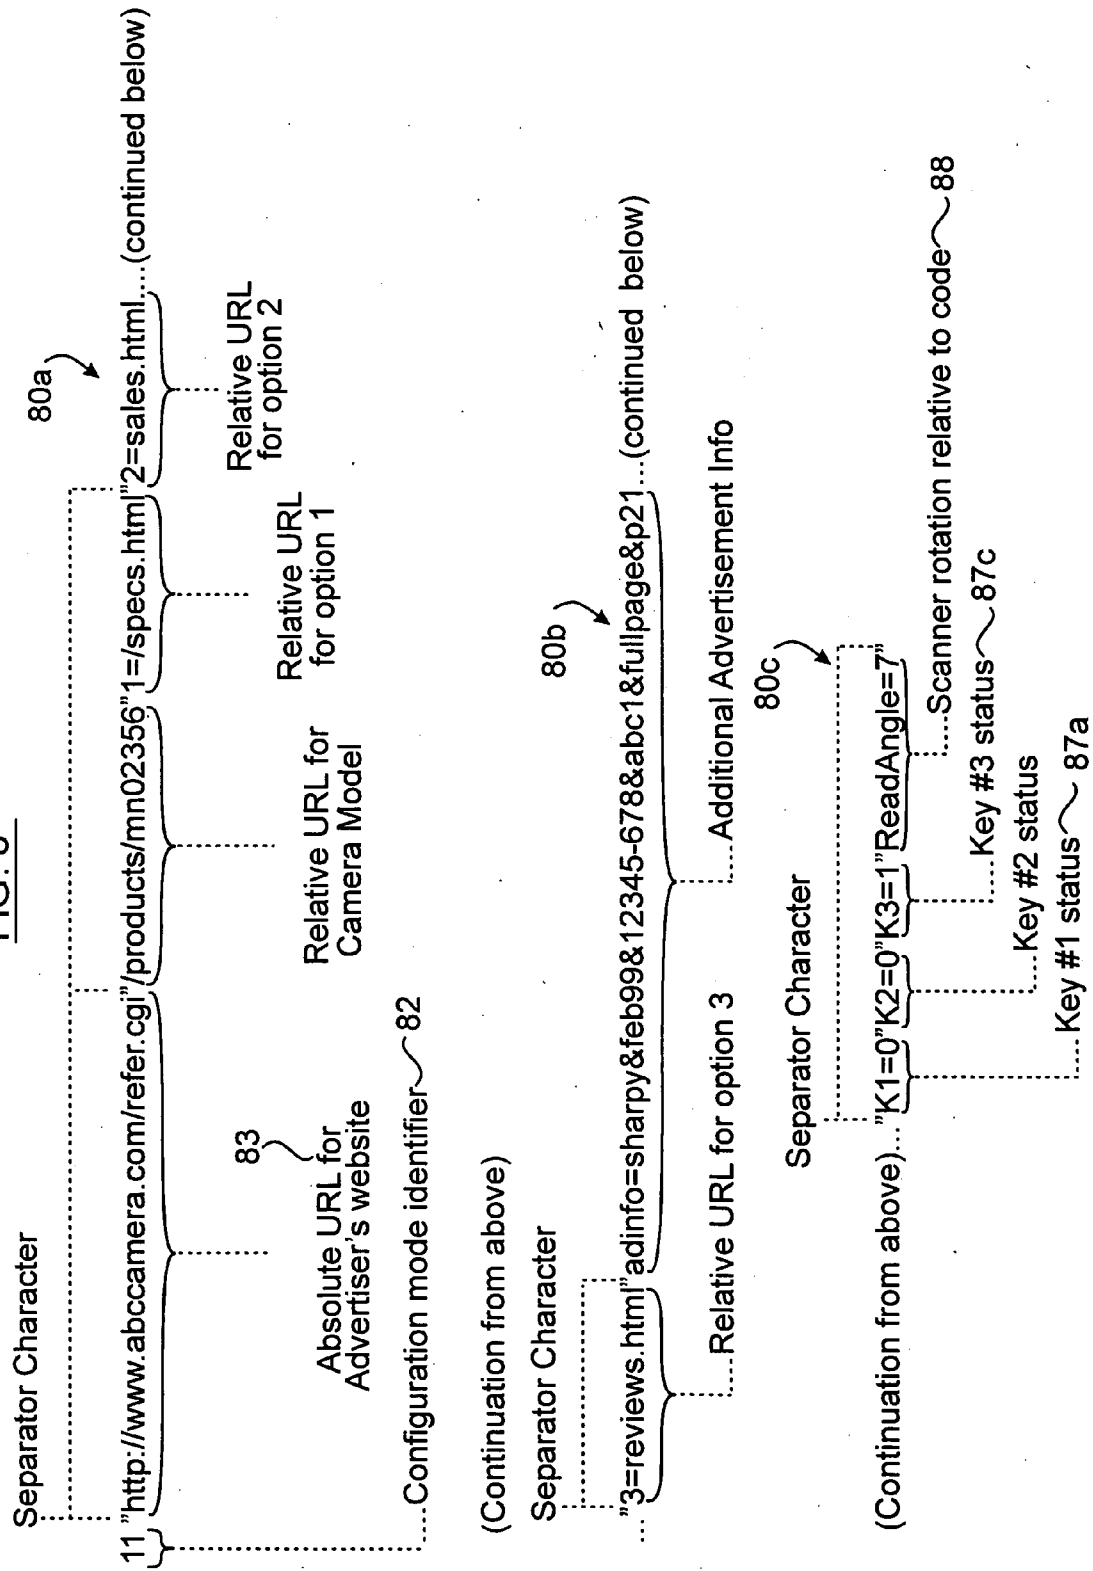 Separator Character
80a
11 "http://www.abccamera.com/refer.cgi"/products/mn02356"1=/specs.html"2=sales.html....(continued below)
83
Absolute URL for
Advertiser's website
Relative URL for
Camera Model
Relative URL
for option 1
Relative URL
for option 2
Configuration mode identifier 82
(Continuation from above)
Separator Character
80b
... "3=reviews.html"adinfo=sharpy&feb99&12345-678&abc1&fullpage&p21...(continued below)
Relative URL for option 3
Additional Advertisement Info
Separator Character
80c
(Continuation from above)... "K1=0"K2=0"K3=1"ReadAngle=7"
Scanner rotation relative to code 88
Key #3 status 87c
Key #2 status
Key #1 status 87a